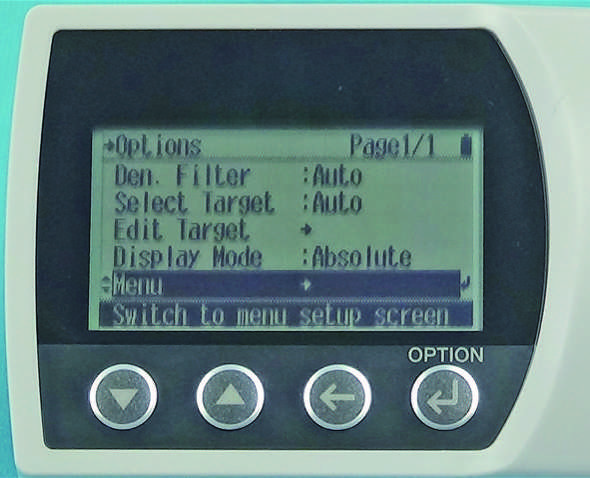 →Options Page1/1
Den. Filter :Auto
Select Target :Auto
Edit Target →
Display Mode :Absolute
Menu →
Switch to menu setup screen
OPTION